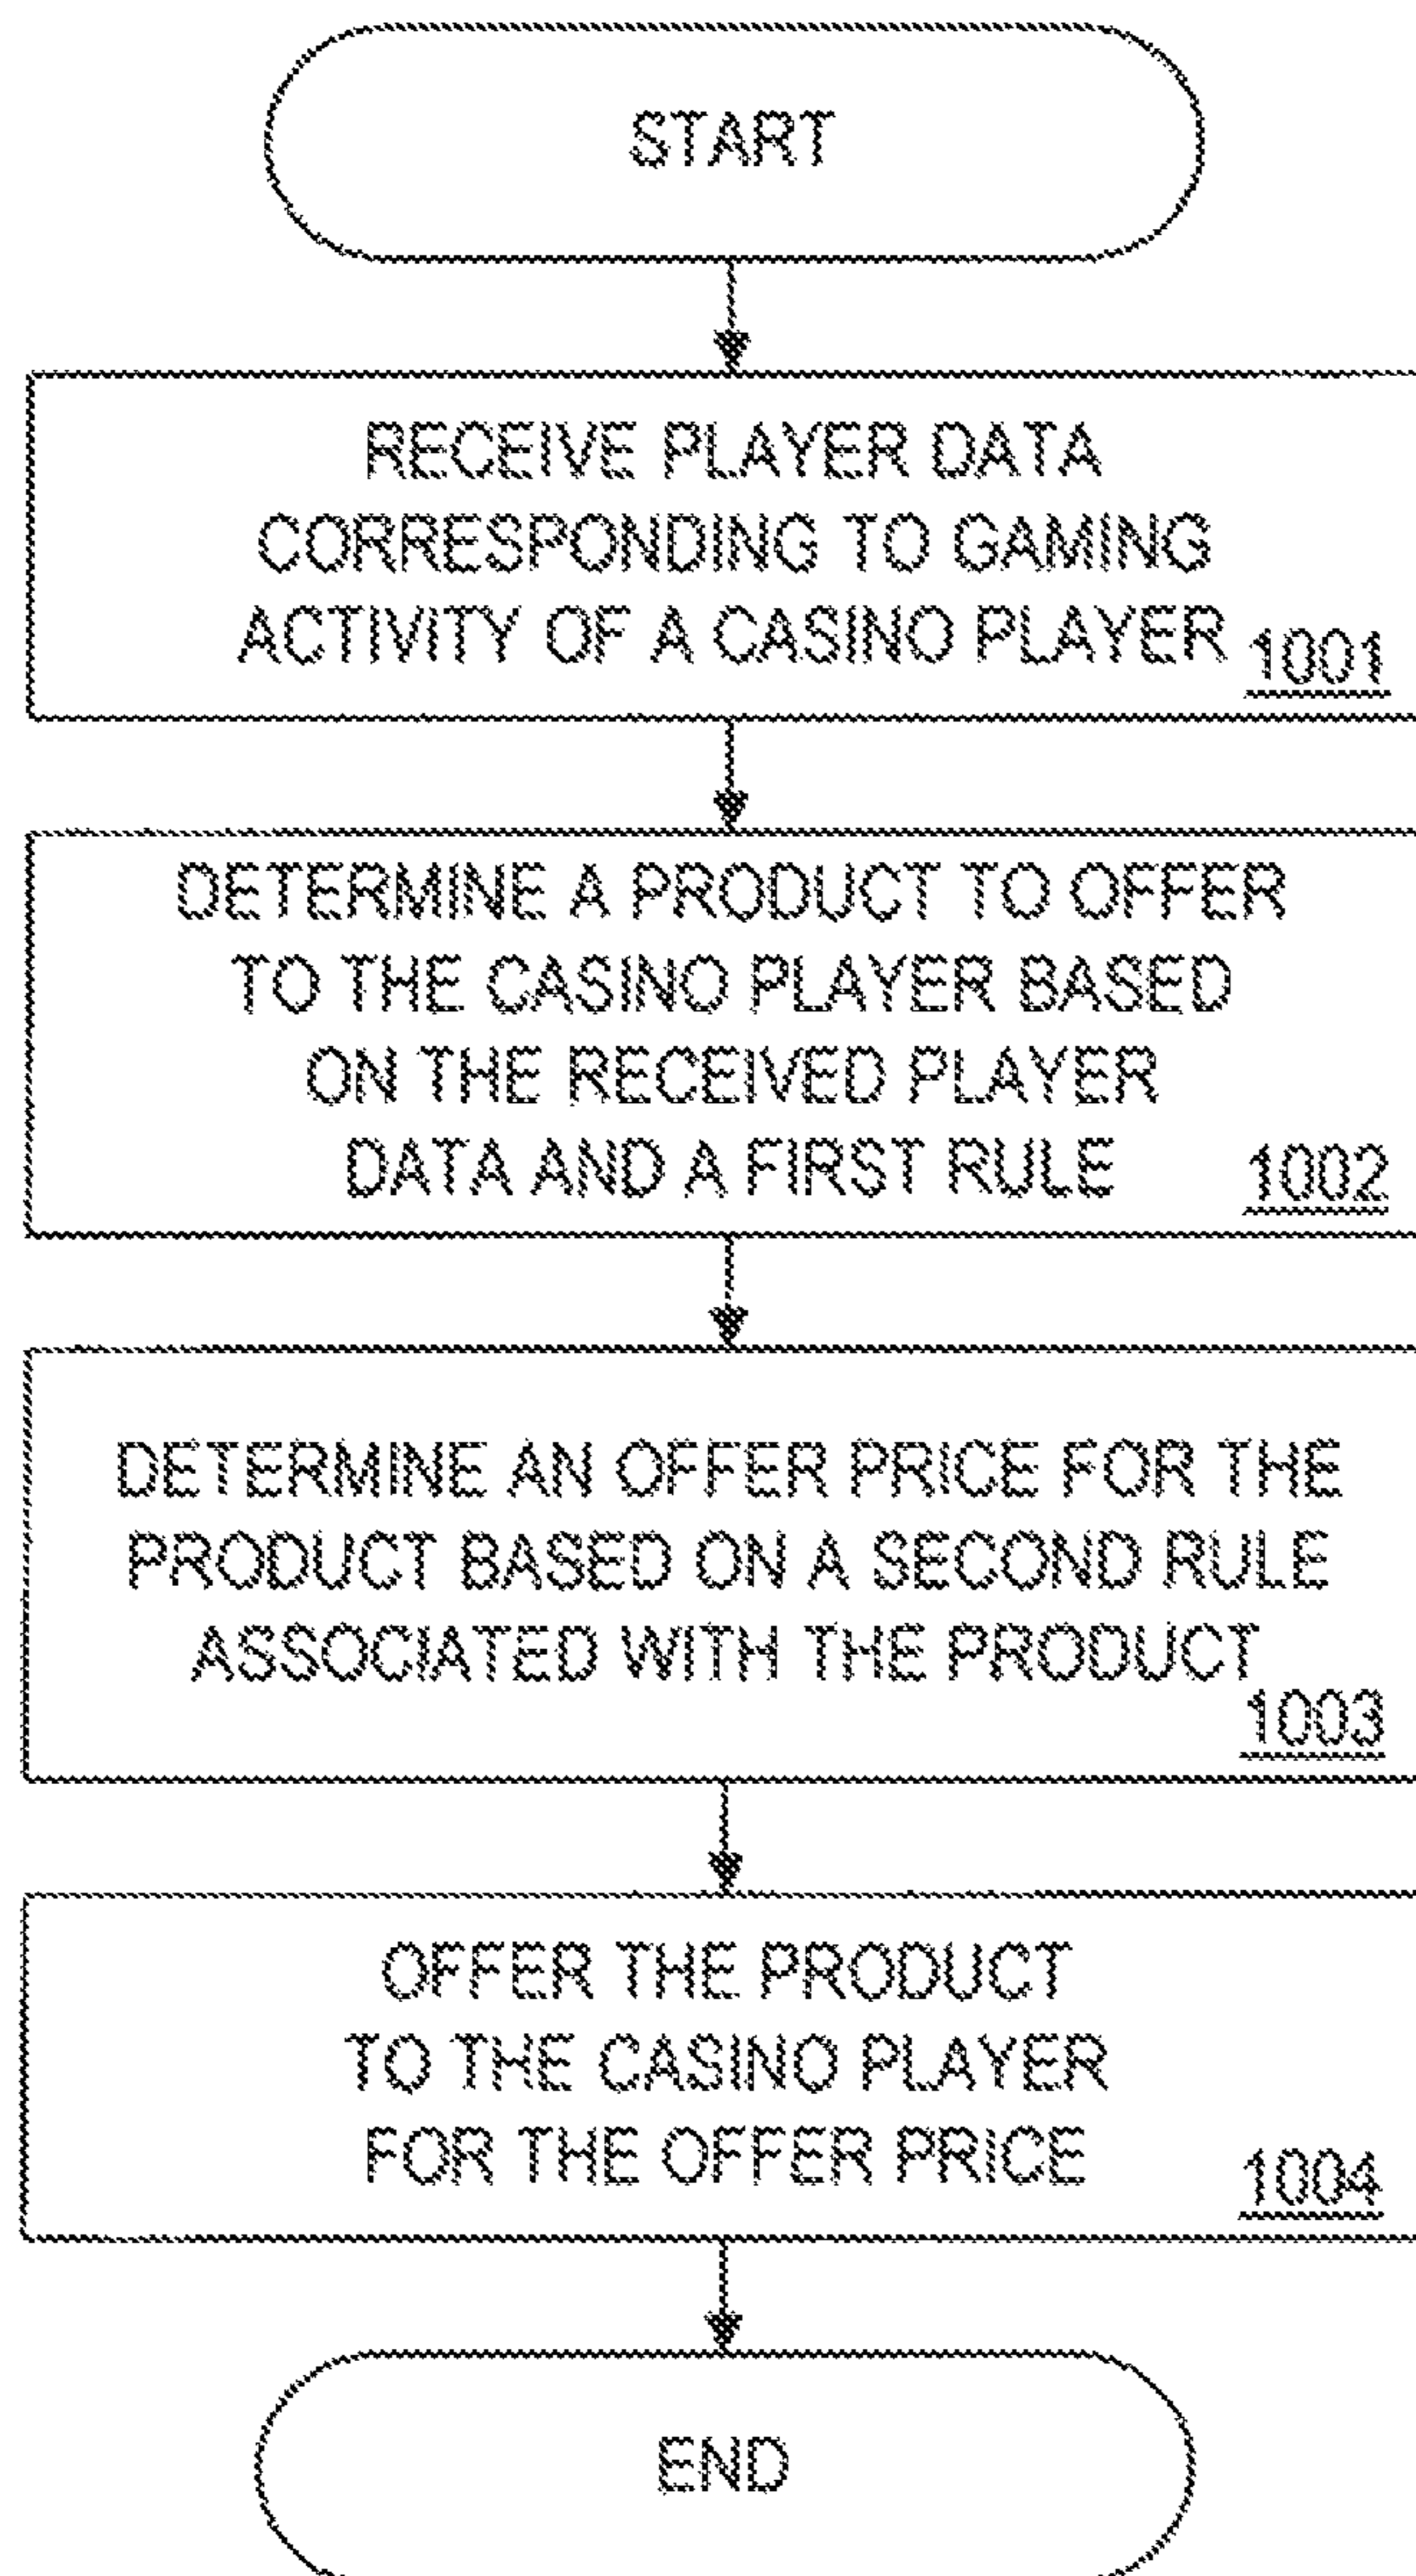 START
RECEIVE PLAYER DATA
CORRESPONDING TO GAMING
ACTIVITY OF A CASINO PLAYER
1001
DETERMINE A PRODUCT TO OFFER
TO THE CASINO PLAYER BASED
ON THE RECEIVED PLAYER
DATA AND A FIRST RULE
1002
DETERMINE AN OFFER PRICE FOR THE
PRODUCT BASED ON A SECOND RULE
ASSOCIATED WITH THE PRODUCT
1003
OFFER THE PRODUCT
TO THE CASINO PLAYER
FOR THE OFFER PRICE
1004
END